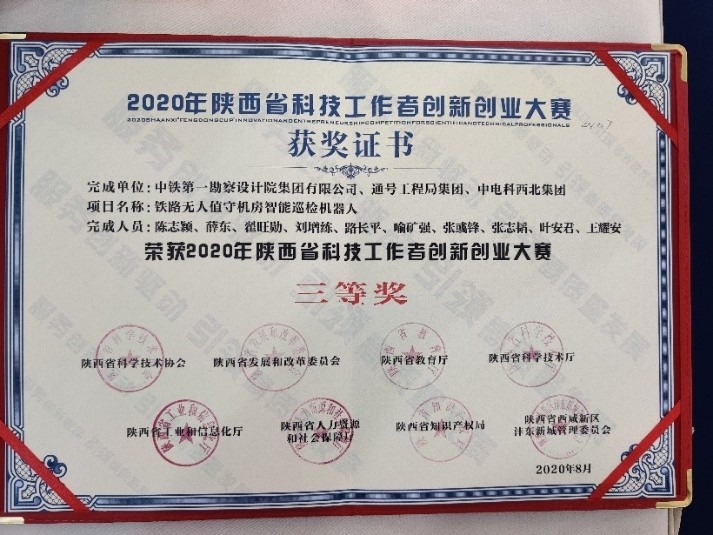 2020年陕西省科技工作者创新创业大赛
获奖证书
完成单位：中铁第一勘察设计院集团有限公司、通号工程局集团、中电科西北集团
项目名称：铁路无人值守机房智能巡检机器人
完成人员：陈志颖、薛东、翟旺勋、刘增练、路长平、喻矿强、张彧锋、张志韬、叶安君、上耀安
荣获2020年陕西省科技工作者创新创业大赛
三等奖
陕西省科学技术协会 陕西省发展和改革委员会 陕西省教育厅 陕西省科学技术厅
陕西省工业和信息化厅 陕西省人力资源和社会保障厅 陕西省知识产权局 陕西省西咸新区沣东新城管理委员会
2020年8月